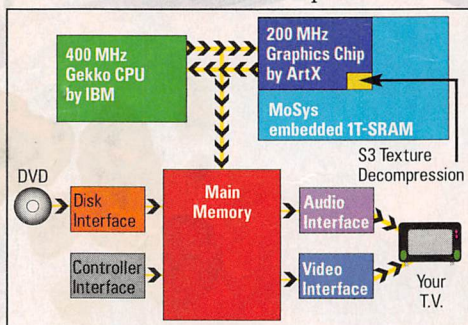 400 MHz
Gekko CPU
by IBM
200 MHz
Graphics Chip
by ArtX
MoSys
embedded 1T-SRAM
S3 Texture
Decompression
DVD
Disk
Interface
Main
Memory
Audio
Interface
Controller
Interface
Video
Interface
Your
T.V.